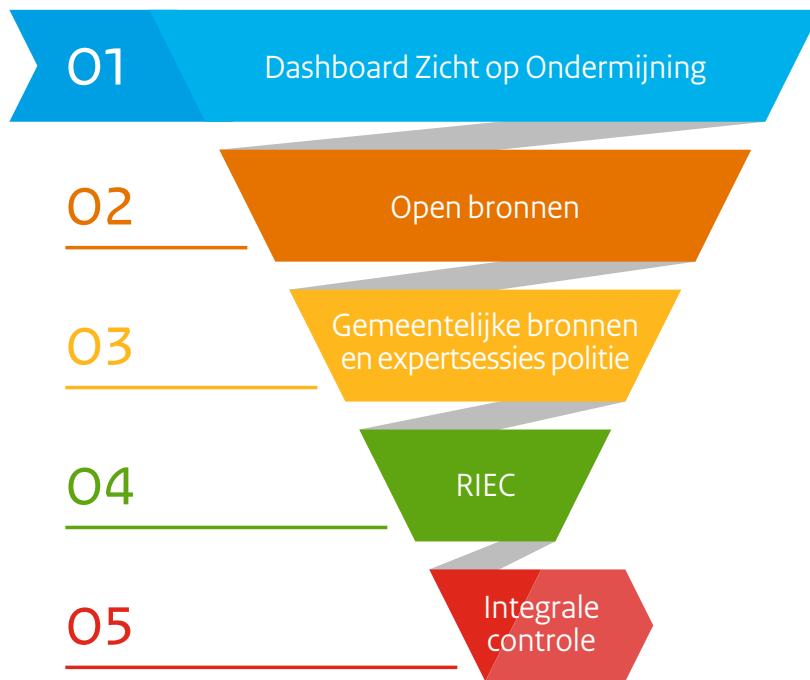 01
Dashboard Zicht op Ondermijning
02
Open bronnen
03
Gemeentelijke bronnen
en expertsessies politie
04
RIEC
05
Integrale
controle